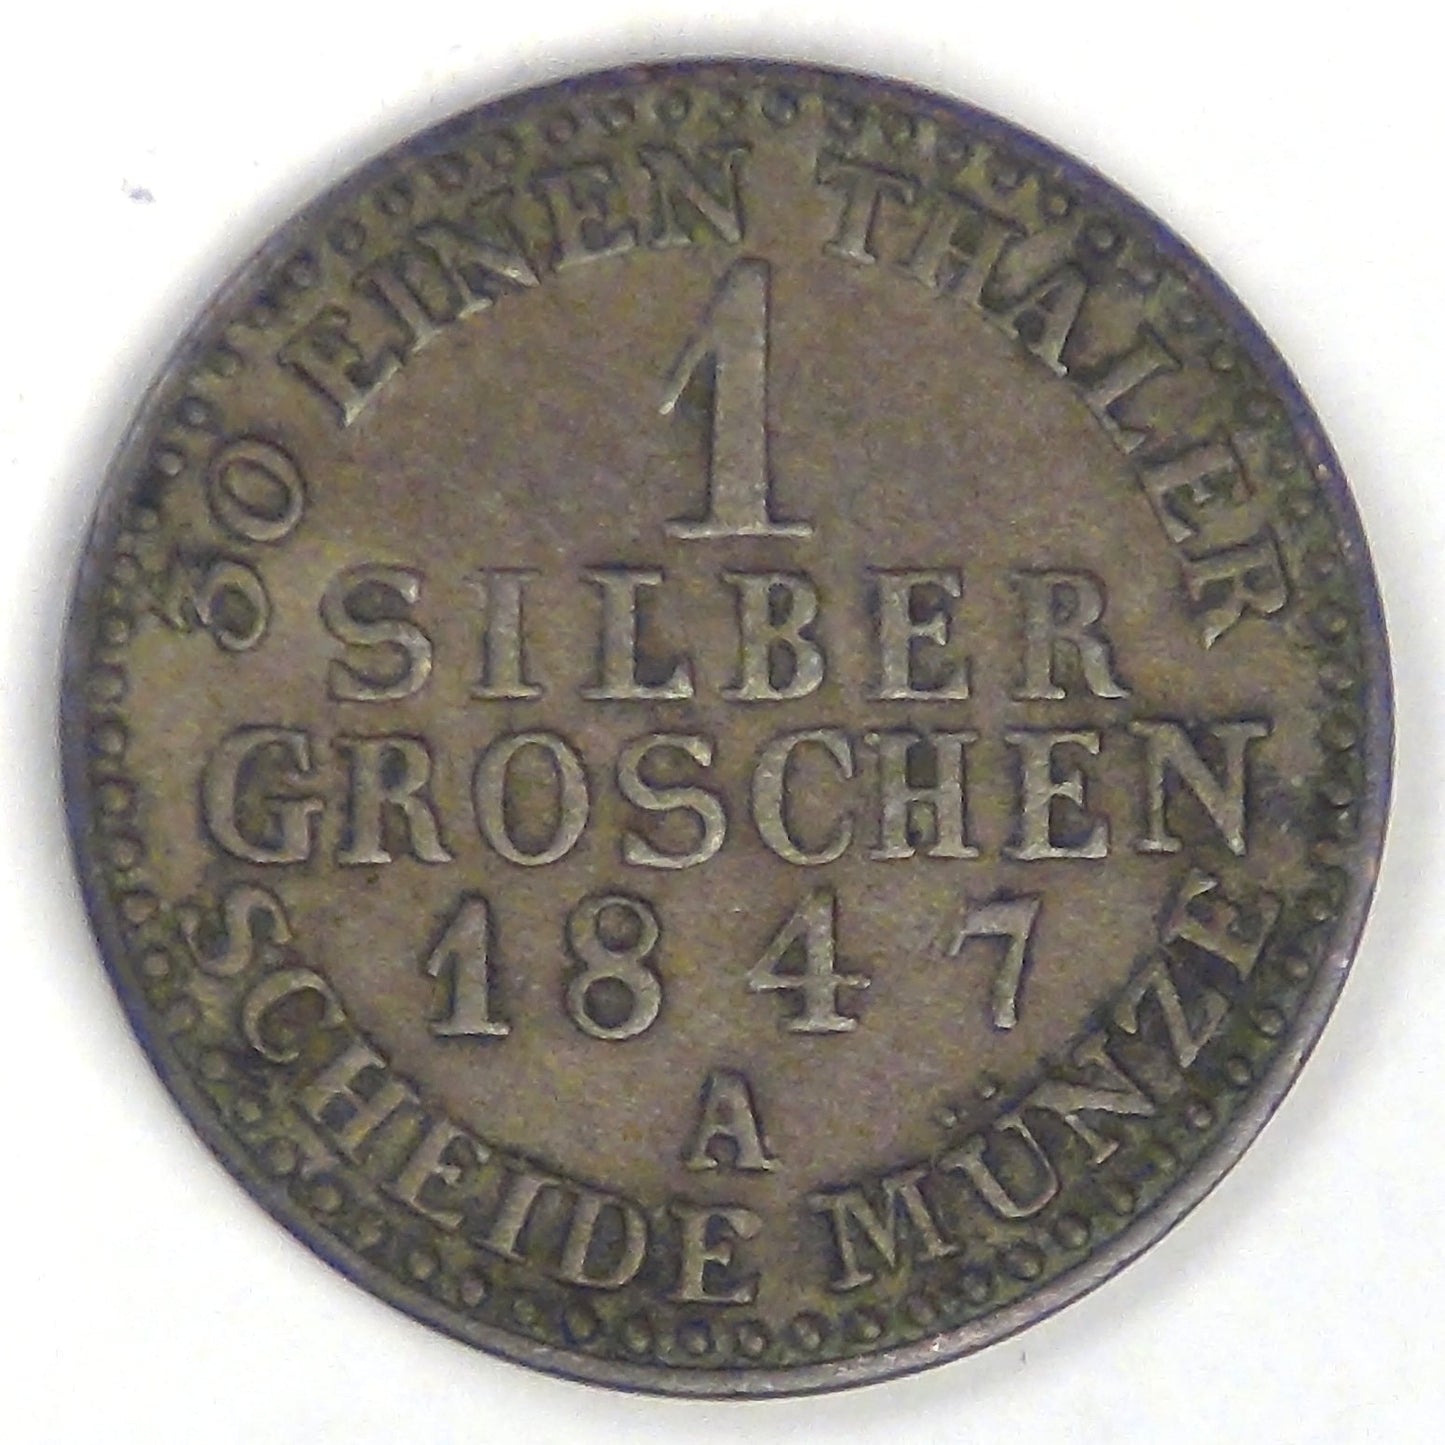 30 EINEN THALER
1
SILBER
GROSCHEN
1847
A
SCHEIDE MÜNZE